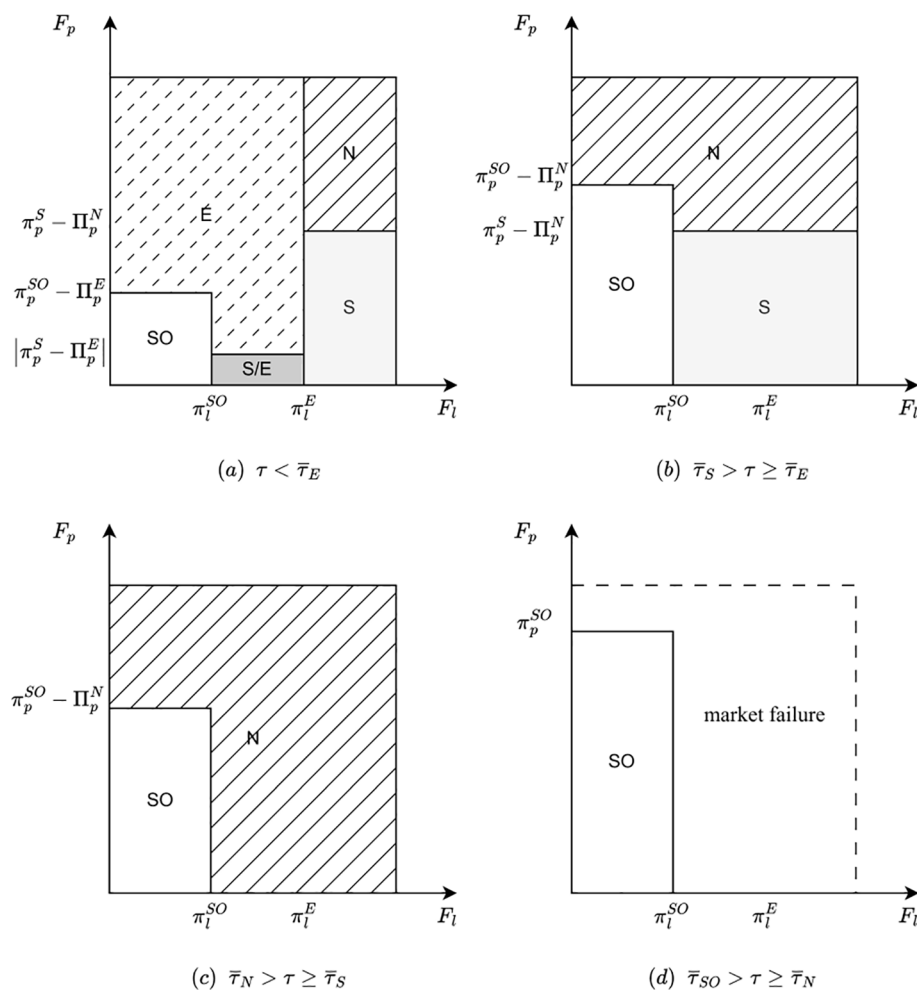 F_p
π_p^S − Π_p^N
π_p^{SO} − Π_p^E
|π_p^S − Π_p^E|
E
N
SO
S
S/E
π_l^{SO}
π_l^E
F_l
(a) τ < τ̅_E
F_p
π_p^{SO} − Π_p^N
π_p^S − Π_p^N
N
SO
S
π_l^{SO}
π_l^E
F_l
(b) τ̅_S > τ ≥ τ̅_E
F_p
π_p^{SO} − Π_p^N
N
SO
π_l^{SO}
π_l^E
F_l
(c) τ̅_N > τ ≥ τ̅_S
F_p
π_p^{SO}
market failure
SO
π_l^{SO}
π_l^E
F_l
(d) τ̅_{SO} > τ ≥ τ̅_N